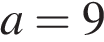 a = 9